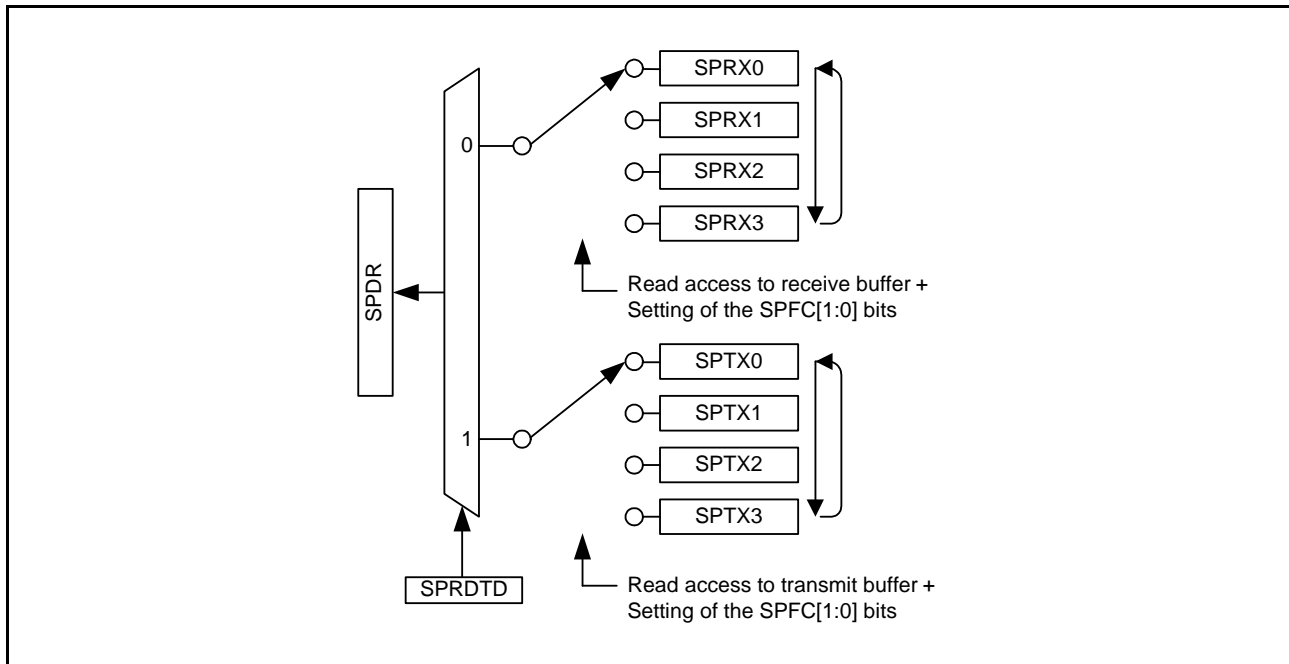 SPRX0
SPRX1
0
SPRX2
SPRX3
SPDR
Read access to receive buffer +
Setting of the SPFC[1:0] bits
SPTX0
SPTX1
1
SPTX2
SPTX3
SPRDTD
Read access to transmit buffer +
Setting of the SPFC[1:0] bits